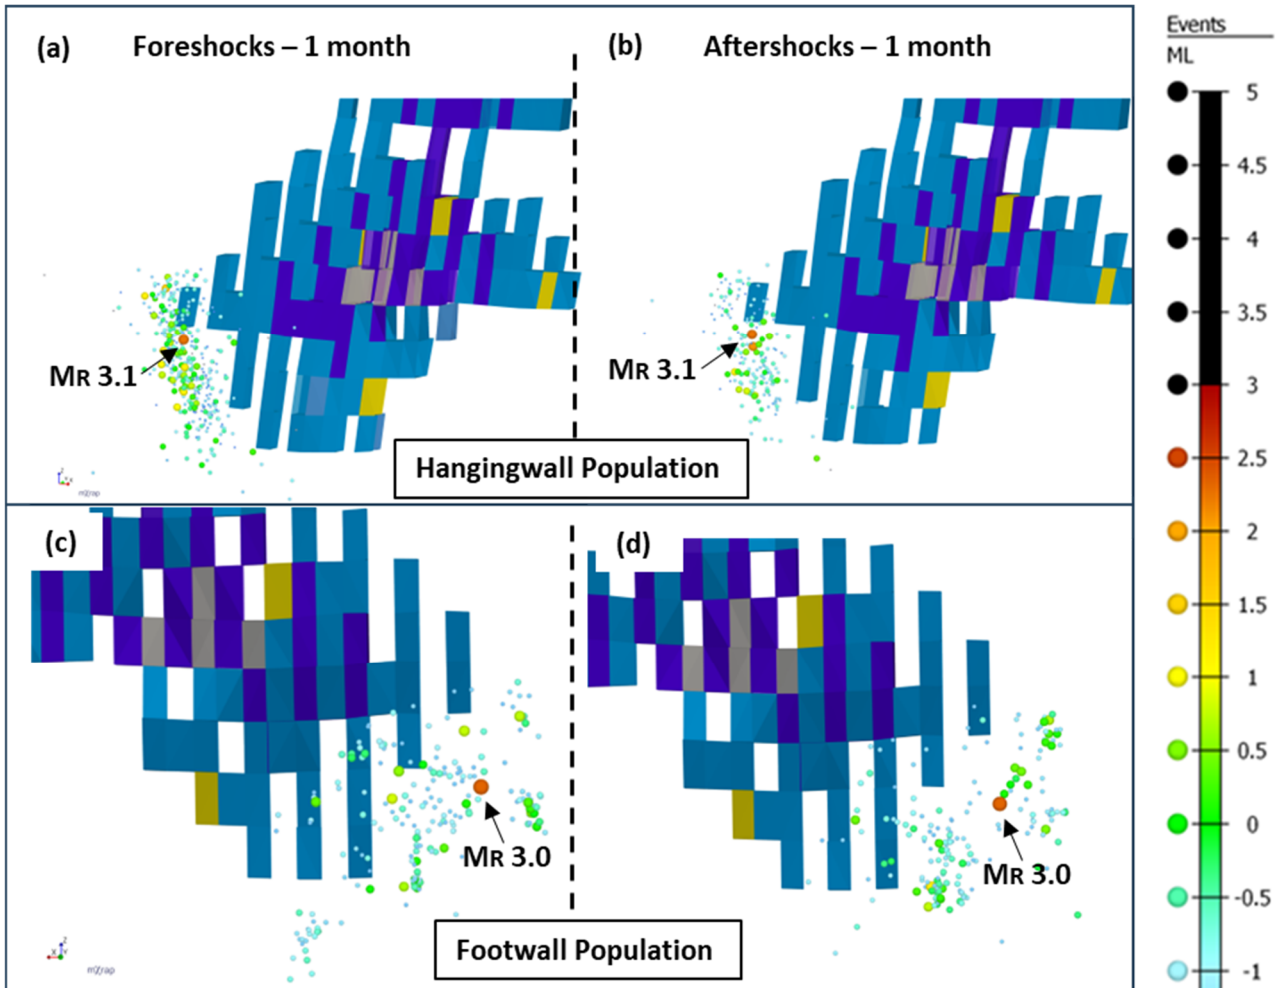 (a) Foreshocks – 1 month
(b) Aftershocks – 1 month
MR 3.1
MR 3.1
Hangingwall Population
mXrap
(c)
(d)
MR 3.0
MR 3.0
Footwall Population
mXrap
Events
ML
5
4.5
4
3.5
3
2.5
2
1.5
1
0.5
0
-0.5
-1